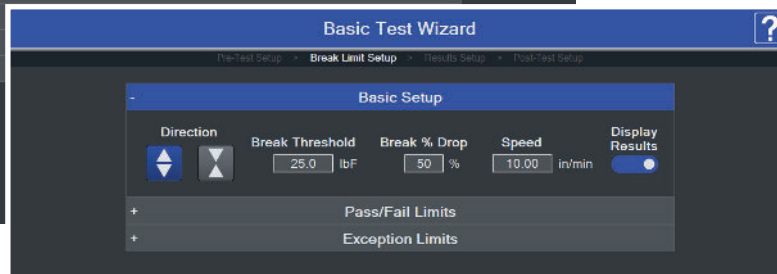 Basic Test Wizard
?
Pre-Test Setup > Break Limit Setup > Results Setup > Post-Test Setup
- Basic Setup
Direction
Break Threshold Break % Drop Speed Display Results
25.0 lbF 50 % 10.00 in/min
+ Pass/Fail Limits
+ Exception Limits